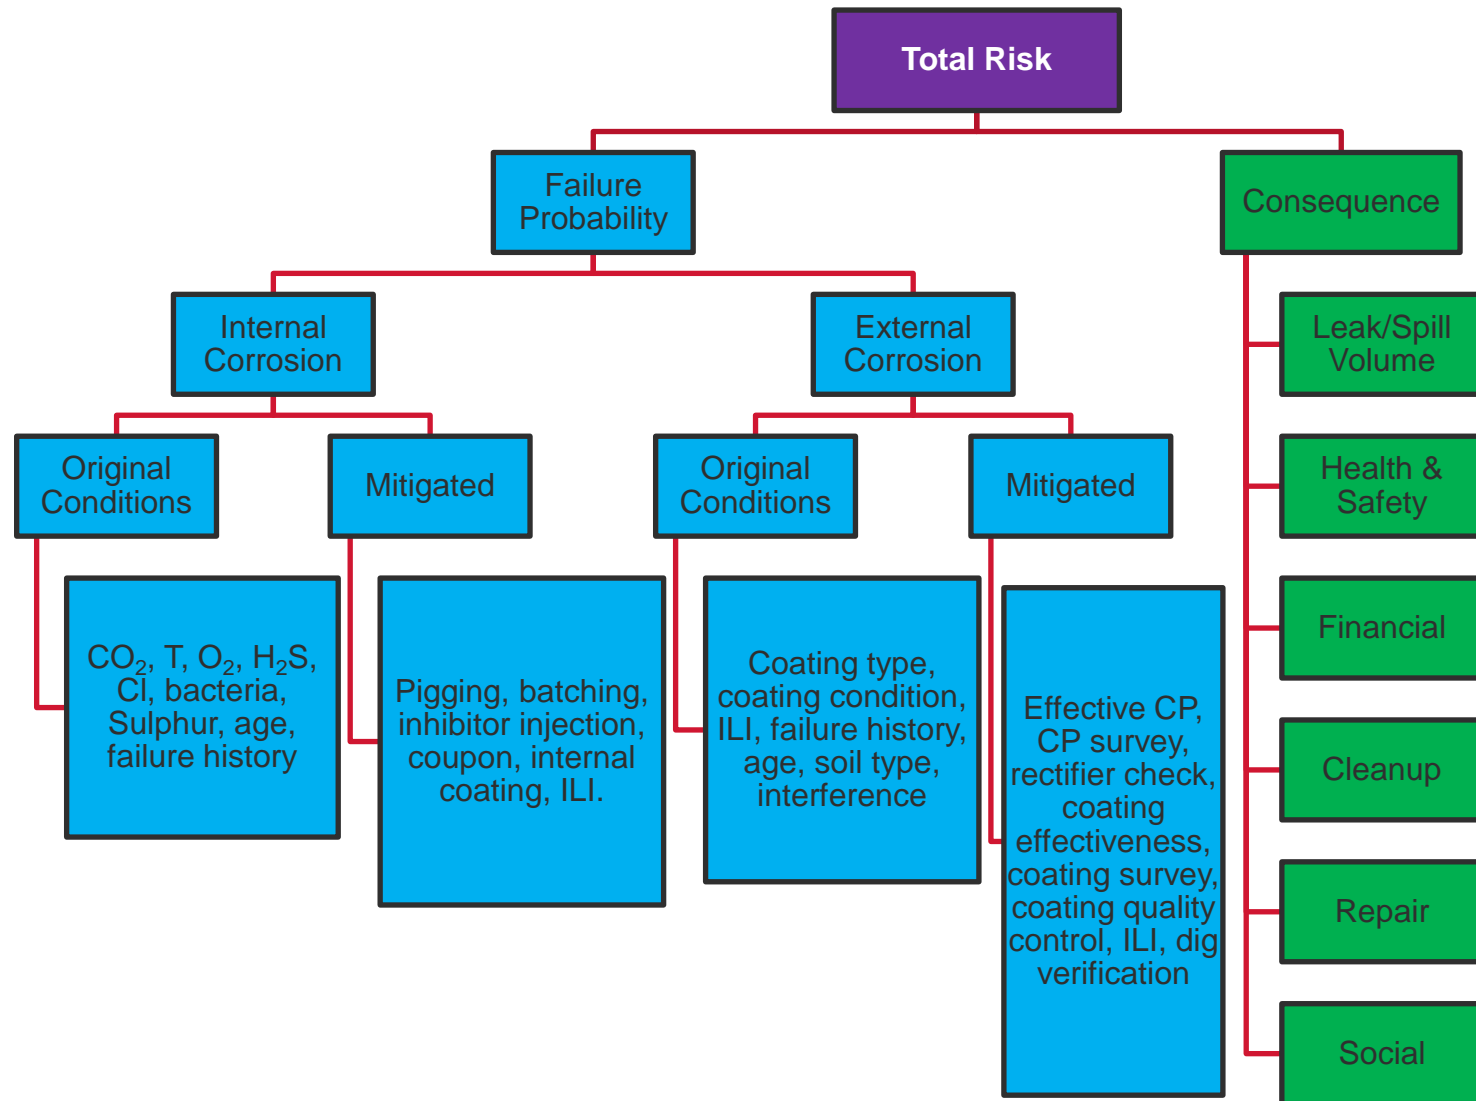 Total Risk
Failure
Probability
Consequence
Internal
Corrosion
External
Corrosion
Leak/Spill
Volume
Original
Conditions
Mitigated
Original
Conditions
Mitigated
Health &
Safety
CO₂, T, O₂, H₂S,
Cl, bacteria,
Sulphur, age,
failure history
Pigging, batching,
inhibitor injection,
coupon, internal
coating, ILI.
Coating type,
coating condition,
ILI, failure history,
age, soil type,
interference
Effective CP,
CP survey,
rectifier check,
coating
effectiveness,
coating survey,
coating quality
control, ILI, dig
verification
Financial
Cleanup
Repair
Social